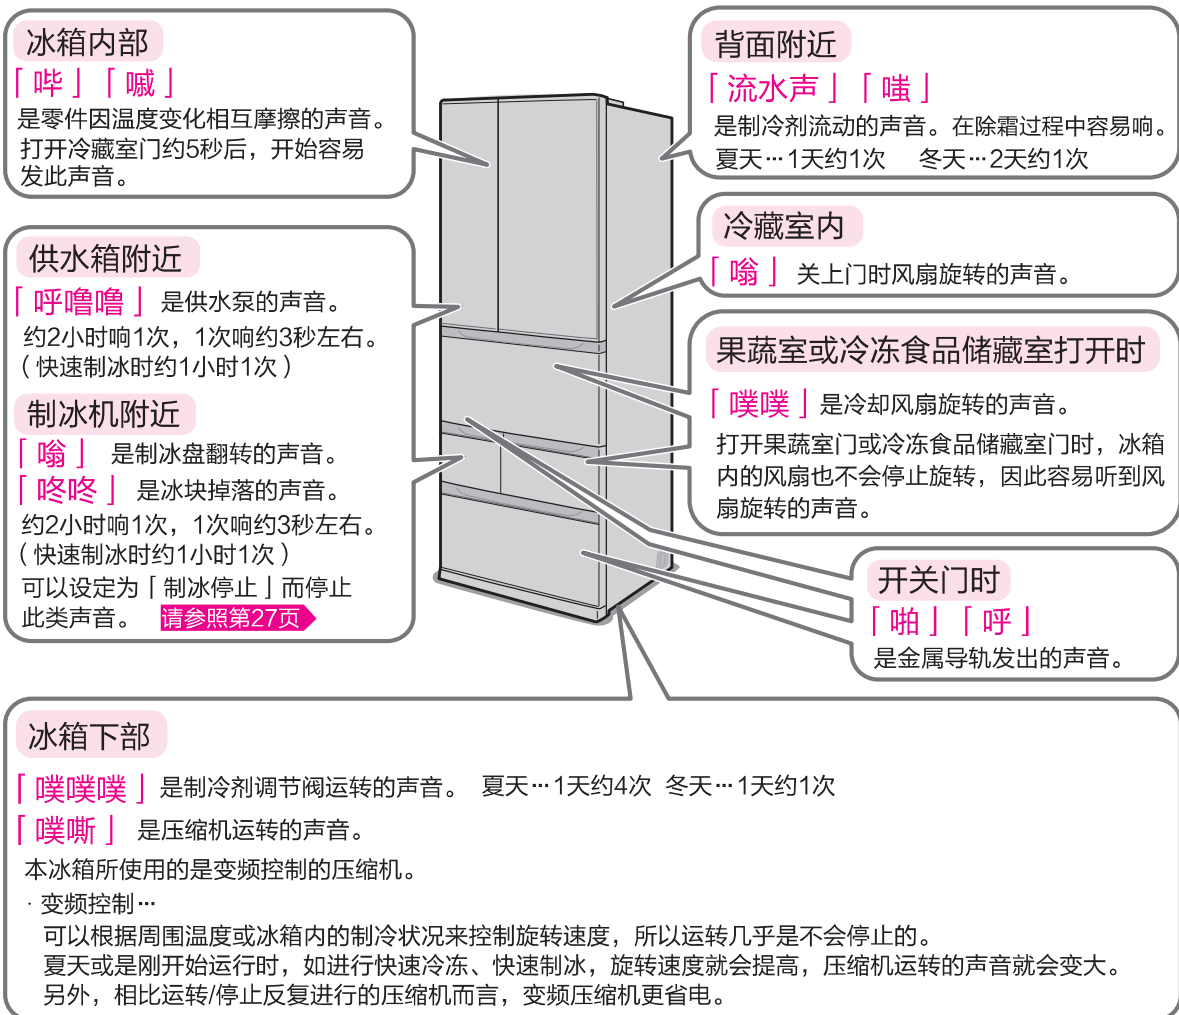 冰箱内部
「哔」「嘁」
是零件因温度变化相互摩擦的声音。
打开冷藏室门约5秒后，开始容易
发此声音。
供水箱附近
「呼噜噜」是供水泵的声音。
约2小时响1次，1次响约3秒左右。
（快速制冰时约1小时1次）
制冰机附近
「嗡」 是制冰盘翻转的声音。
「咚咚」 是冰块掉落的声音。
约2小时响1次，1次响约3秒左右。
（快速制冰时约1小时1次）
可以设定为「制冰停止」而停止
此类声音。 请参照第27页
背面附近
「流水声」「嗤」
是制冷剂流动的声音。在除霜过程中容易响。
夏天…1天约1次 冬天…2天约1次
冷藏室内
「嗡」 关上门时风扇旋转的声音。
果蔬室或冷冻食品储藏室打开时
「噗噗」是冷却风扇旋转的声音。
打开果蔬室门或冷冻食品储藏室门时，冰箱
内的风扇也不会停止旋转，因此容易听到风
扇旋转的声音。
开关门时
「啪」「呼」
是金属导轨发出的声音。
冰箱下部
「噗噗噗」是制冷剂调节阀运转的声音。 夏天…1天约4次 冬天…1天约1次
「噗嘶」 是压缩机运转的声音。
本冰箱所使用的是变频控制的压缩机。
·变频控制…
可以根据周围温度或冰箱内的制冷状况来控制旋转速度，所以运转几乎是不会停止的。
夏天或是刚开始运行时，如进行快速冷冻、快速制冰，旋转速度就会提高，压缩机运转的声音就会变大。
另外，相比运转/停止反复进行的压缩机而言，变频压缩机更省电。